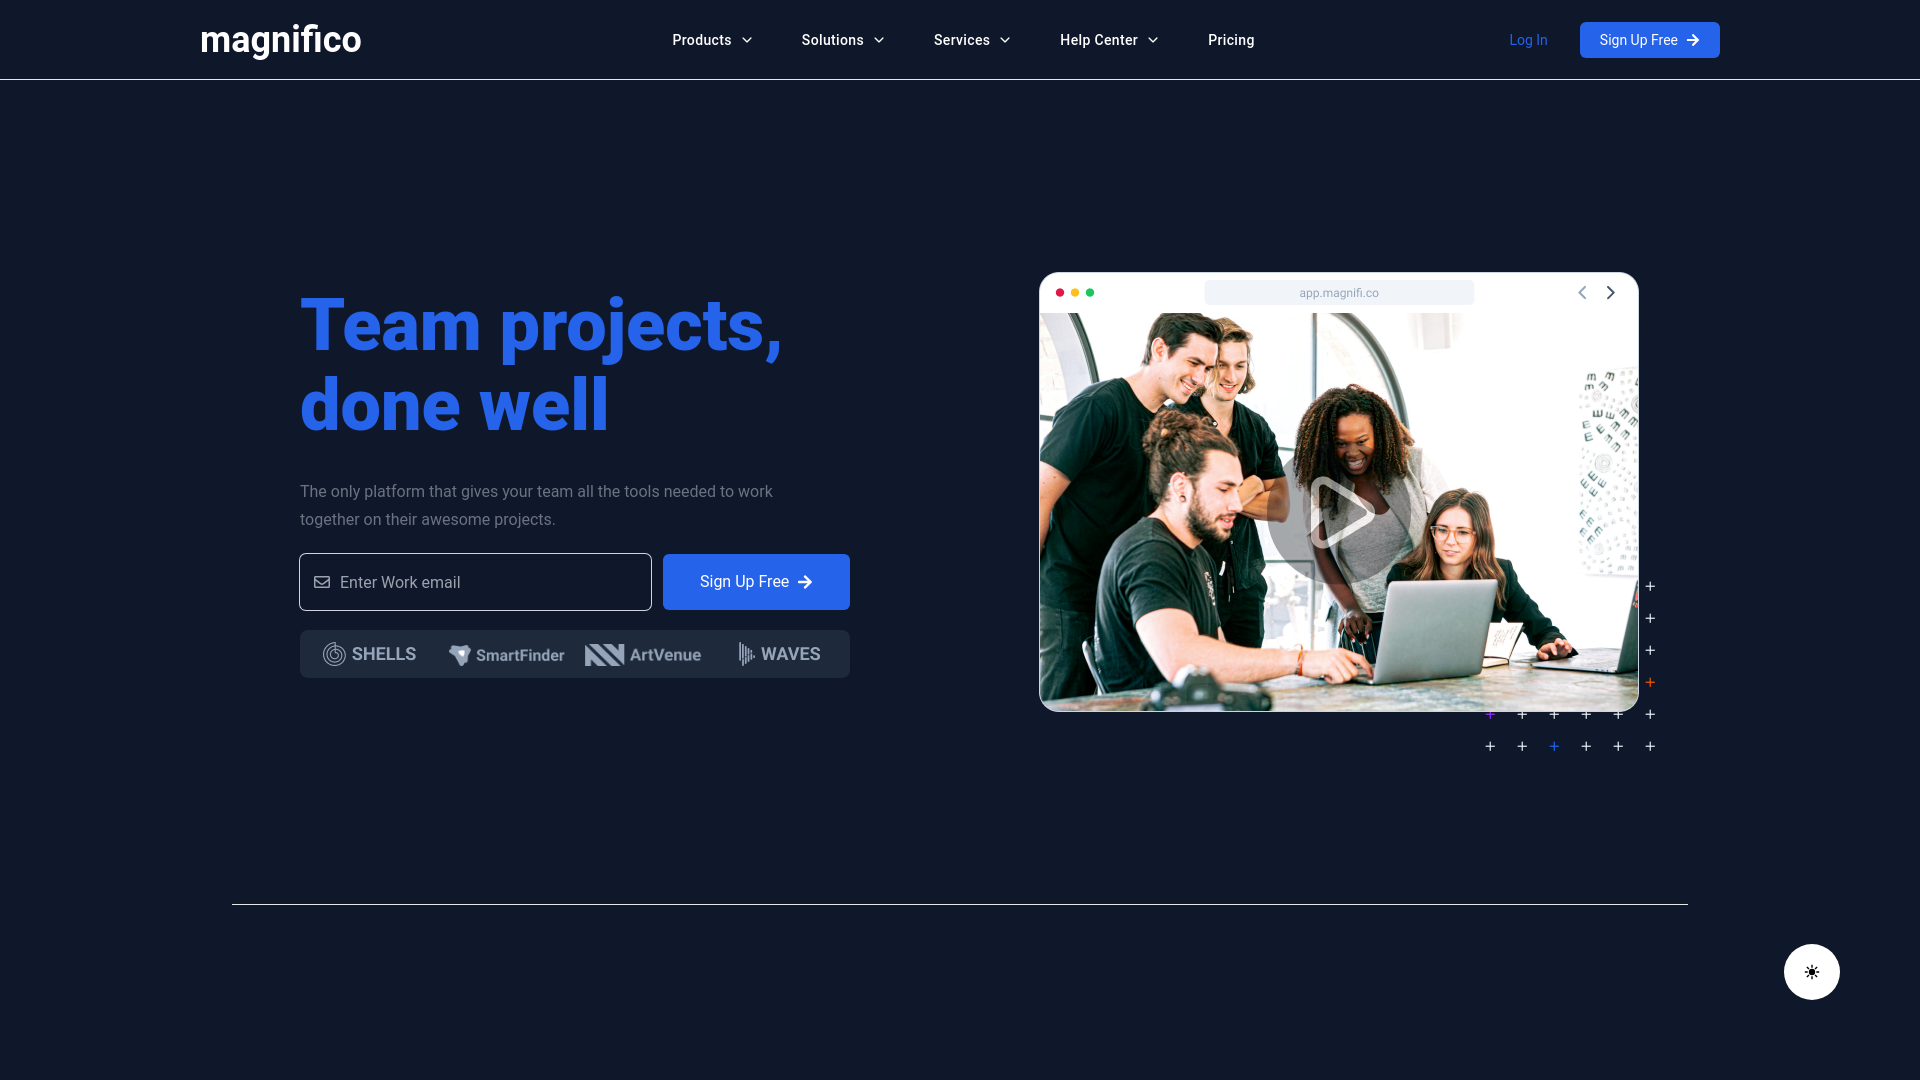 magnifico
Products
Solutions
Services
Help Center
Pricing
Log In
Sign Up Free
Team projects,
done well
The only platform that gives your team all the tools needed to work
together on their awesome projects.
Enter Work email
Sign Up Free
SHELLS
SmartFinder
ArtVenue
WAVES
app.magnifi.co